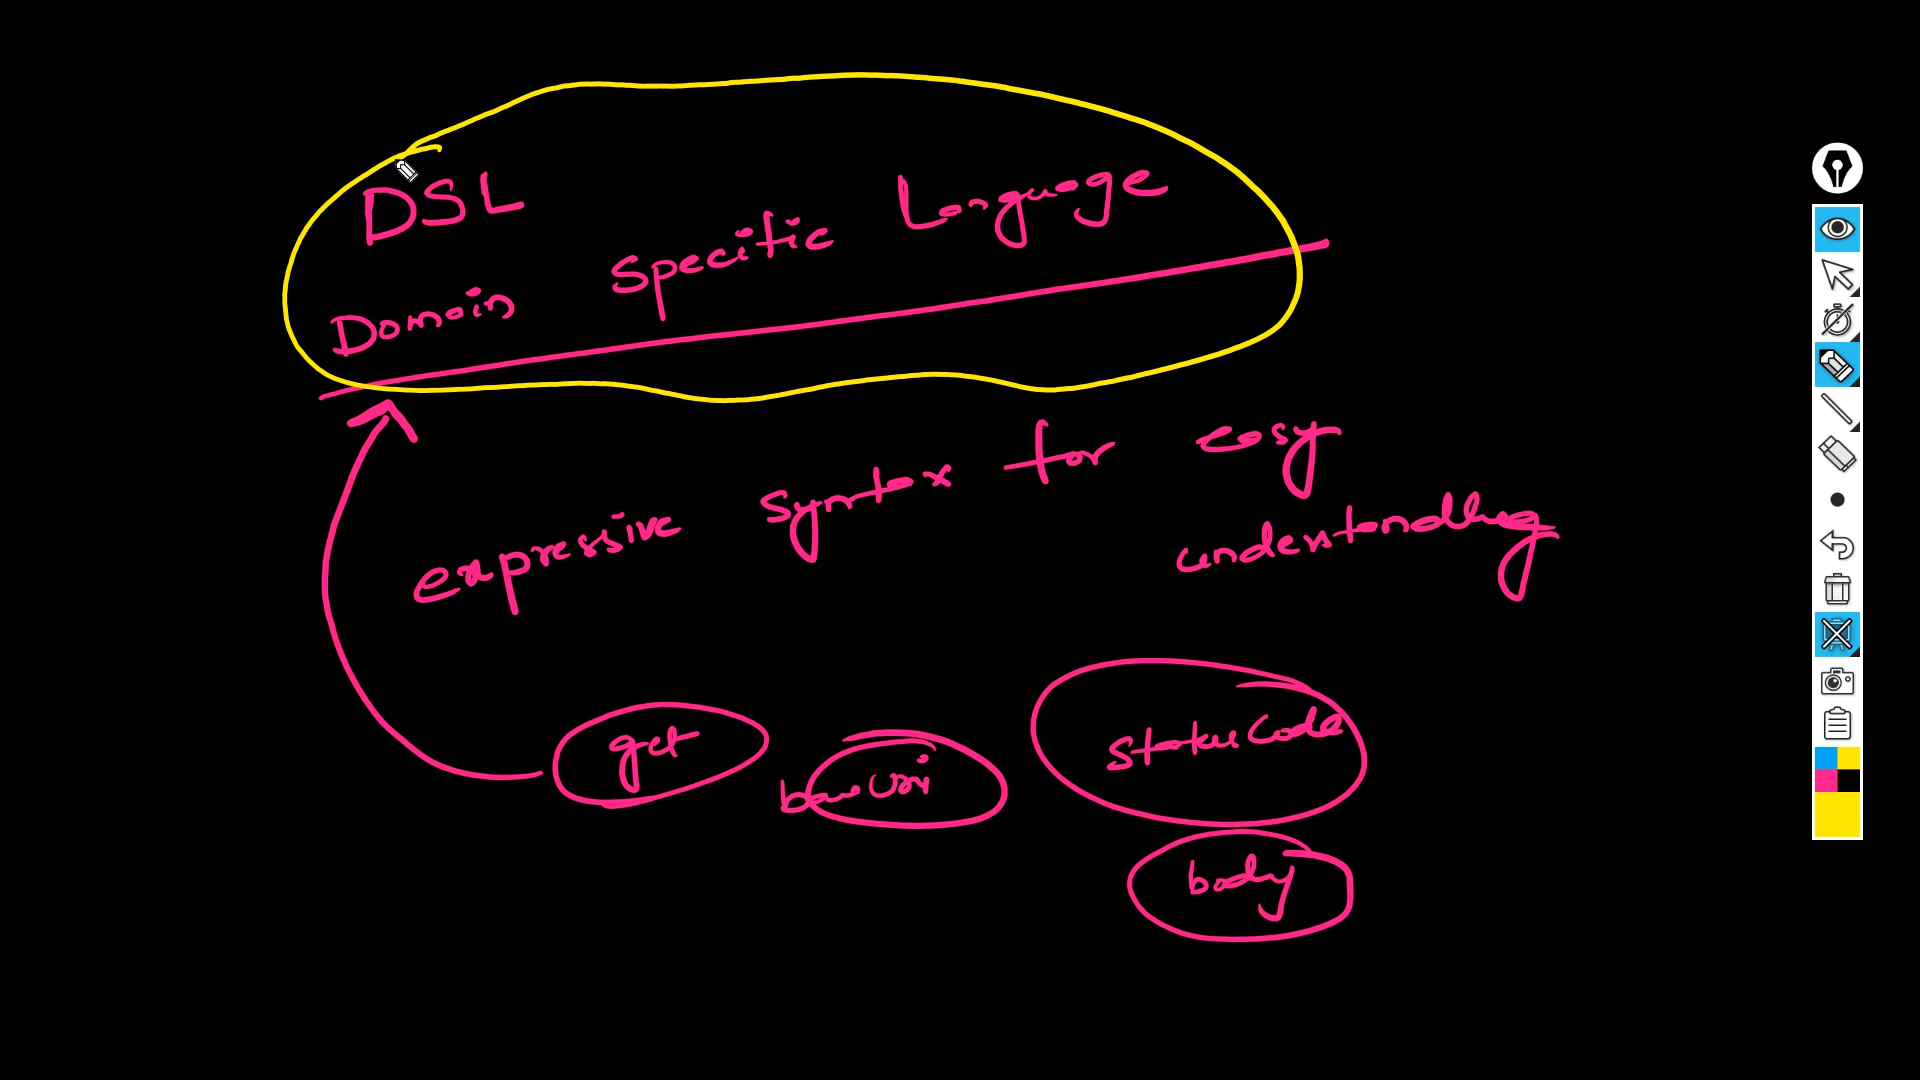 DSL
Domain Specific Language
expressive syntax for easy
understanding
get
baseUri
statusCode
body